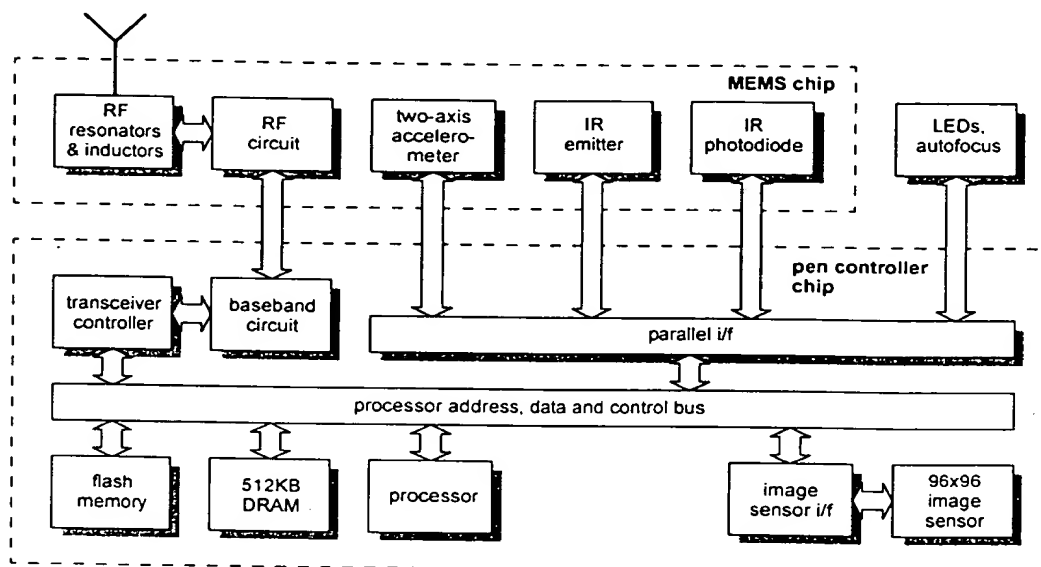 MEMS chip
RF
resonators
& inductors
RF
circuit
two-axis
accelero-
meter
IR
emitter
IR
photodiode
LEDs,
autofocus
pen controller
chip
transceiver
controller
baseband
circuit
parallel i/f
processor address, data and control bus
flash
memory
512KB
DRAM
processor
image
sensor i/f
96x96
image
sensor